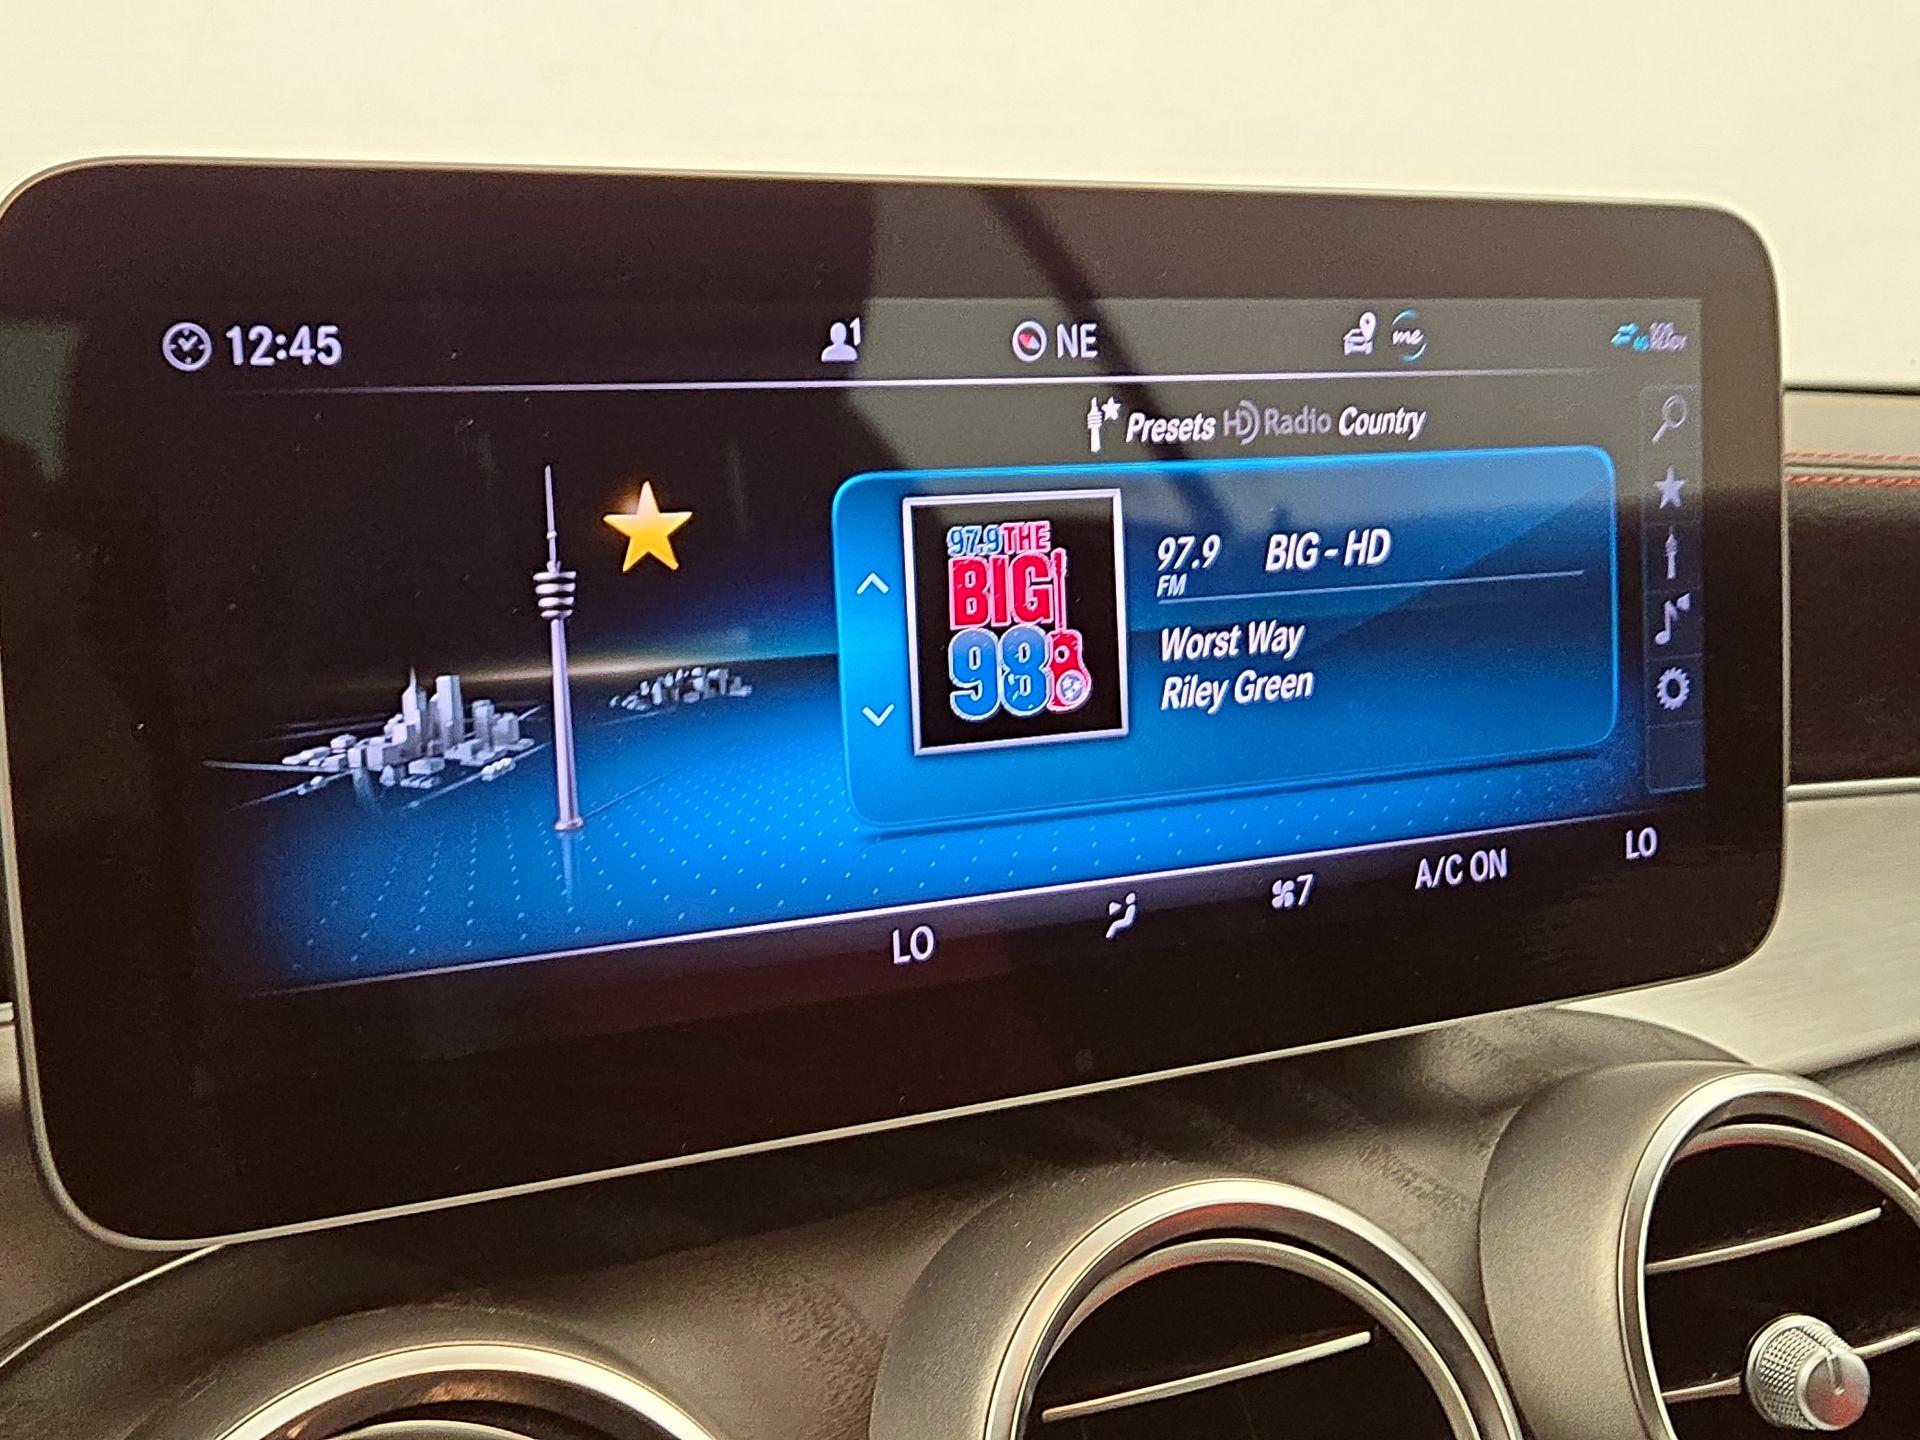 12:45
1
NE
me
Presets HD Radio Country
97.9 THE
BIG
98
97.9 BIG - HD
FM
Worst Way
Riley Green
LO
7
A/C ON
LO